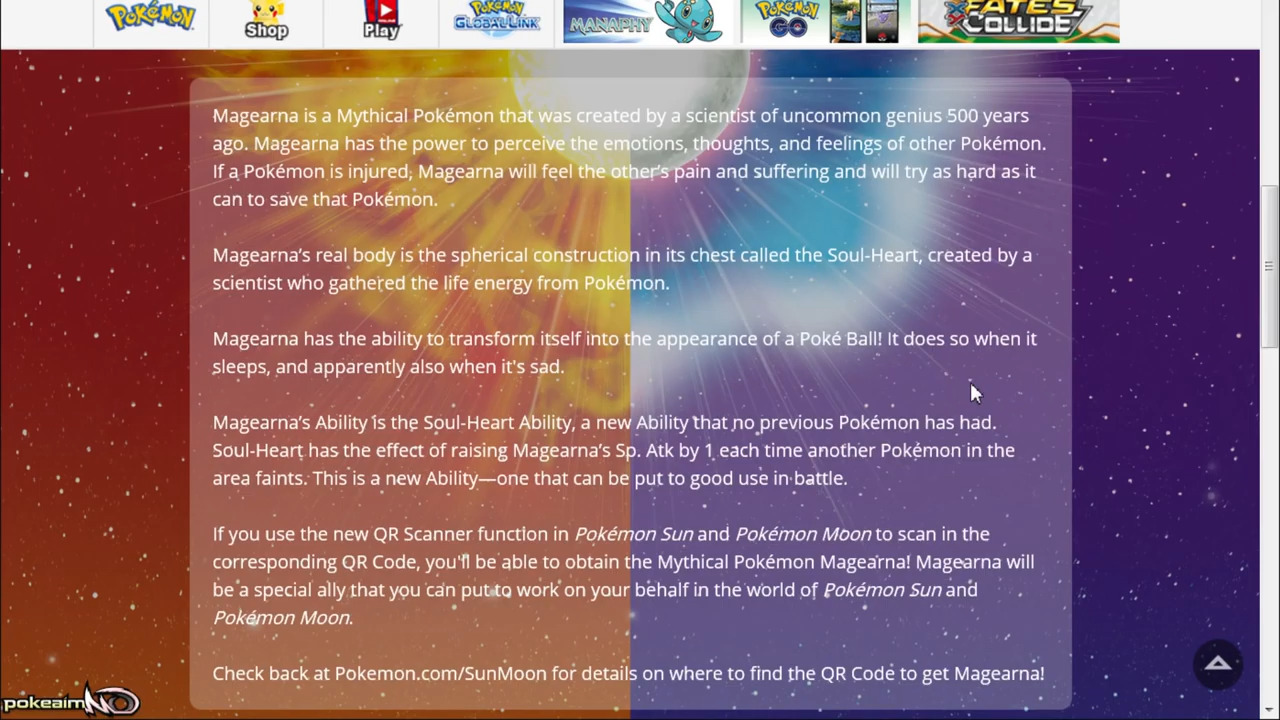 Pokémon
Shop
Play
Pokémon
GLOBAL LINK
MANAPHY
Pokémon
GO
XY
FATES
COLLIDE
Magearna is a Mythical Pokémon that was created by a scientist of uncommon genius 500 years
ago. Magearna has the power to perceive the emotions, thoughts, and feelings of other Pokémon.
If a Pokémon is injured, Magearna will feel the other’s pain and suffering and will try as hard as it
can to save that Pokémon.
Magearna’s real body is the spherical construction in its chest called the Soul-Heart, created by a
scientist who gathered the life energy from Pokémon.
Magearna has the ability to transform itself into the appearance of a Poké Ball! It does so when it
sleeps, and apparently also when it's sad.
Magearna’s Ability is the Soul-Heart Ability, a new Ability that no previous Pokémon has had.
Soul-Heart has the effect of raising Magearna’s Sp. Atk by 1 each time another Pokémon in the
area faints. This is a new Ability—one that can be put to good use in battle.
If you use the new QR Scanner function in Pokémon Sun and Pokémon Moon to scan in the
corresponding QR Code, you'll be able to obtain the Mythical Pokémon Magearna! Magearna will
be a special ally that you can put to work on your behalf in the world of Pokémon Sun and
Pokémon Moon.
Check back at Pokemon.com/SunMoon for details on where to find the QR Code to get Magearna!
pokeaimMD